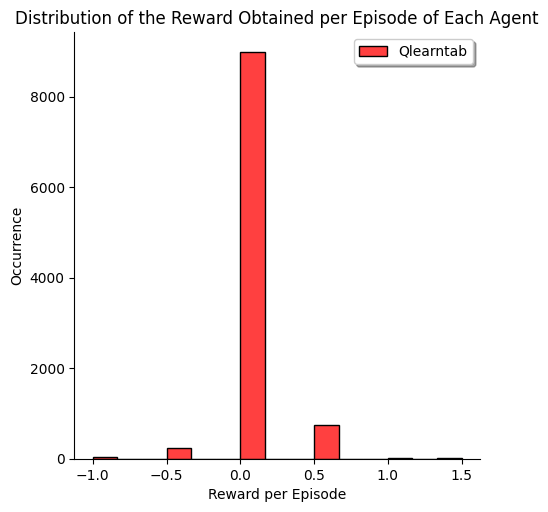 Distribution of the Reward Obtained per Episode of Each Agent
Qlearntab
8000
6000
4000
2000
0
Occurrence
−1.0 −0.5 0.0 0.5 1.0 1.5
Reward per Episode